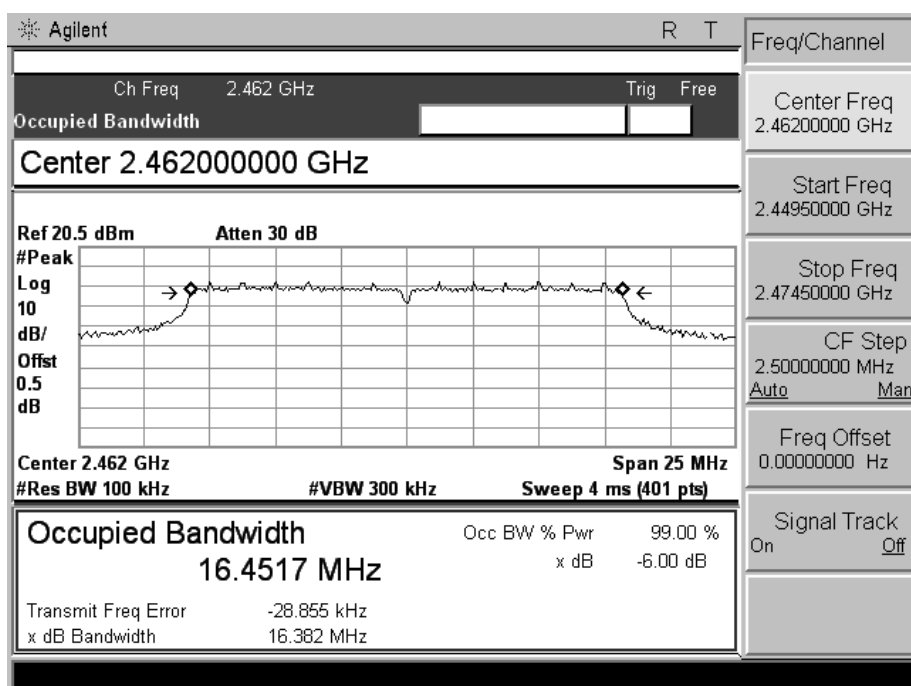 Agilent R T
Ch Freq 2.462 GHz Trig Free
Occupied Bandwidth
Center 2.462000000 GHz
Ref 20.5 dBm Atten 30 dB
#Peak
Log
10
dB/
Offst
0.5
dB
Center 2.462 GHz Span 25 MHz
#Res BW 100 kHz #VBW 300 kHz Sweep 4 ms (401 pts)
Occupied Bandwidth Occ BW % Pwr 99.00 %
16.4517 MHz x dB -6.00 dB
Transmit Freq Error -28.855 kHz
x dB Bandwidth 16.382 MHz
Freq/Channel
Center Freq
2.46200000 GHz
Start Freq
2.44950000 GHz
Stop Freq
2.47450000 GHz
CF Step
2.50000000 MHz
Auto Man
Freq Offset
0.00000000 Hz
Signal Track
On Off